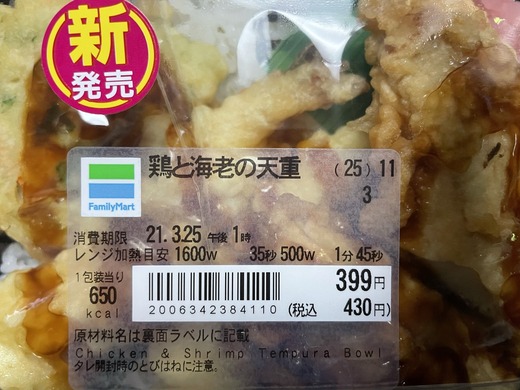 新
発売
鶏と海老の天重 (25) 11
3
FamilyMart
消費期限 21. 3.25 午後 1時
レンジ加熱目安 1600W 35秒 500W 1分 45秒
1包装当り
650
kcal
399円
2006342384110 (税込 430円)
原材料名は裏面ラベルに記載
Chicken & Shrimp Tempura Bowl
タレ開封時のとびはねに注意。